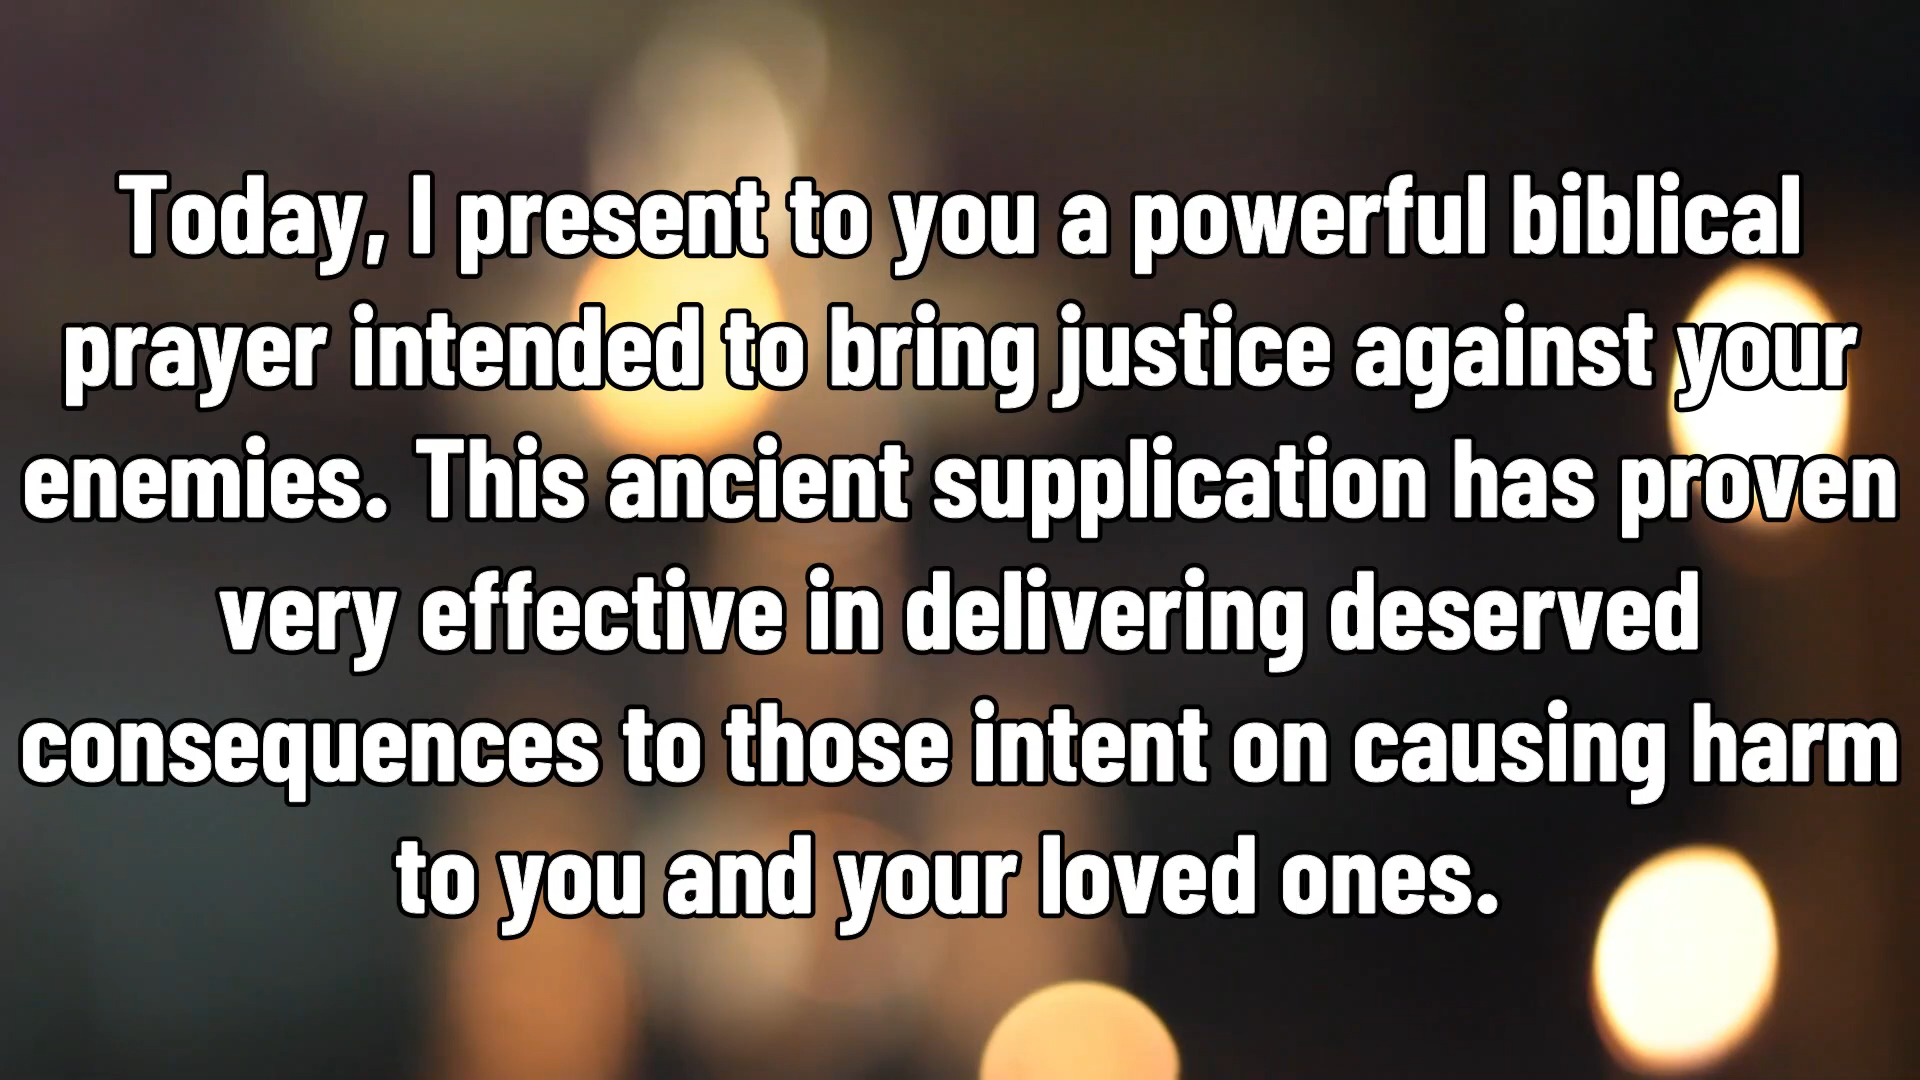 Today, I present to you a powerful biblical
prayer intended to bring justice against your
enemies. This ancient supplication has proven
very effective in delivering deserved
consequences to those intent on causing harm
to you and your loved ones.